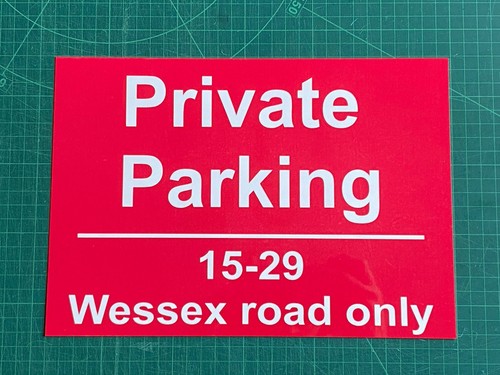 Private
Parking
15-29
Wessex road only